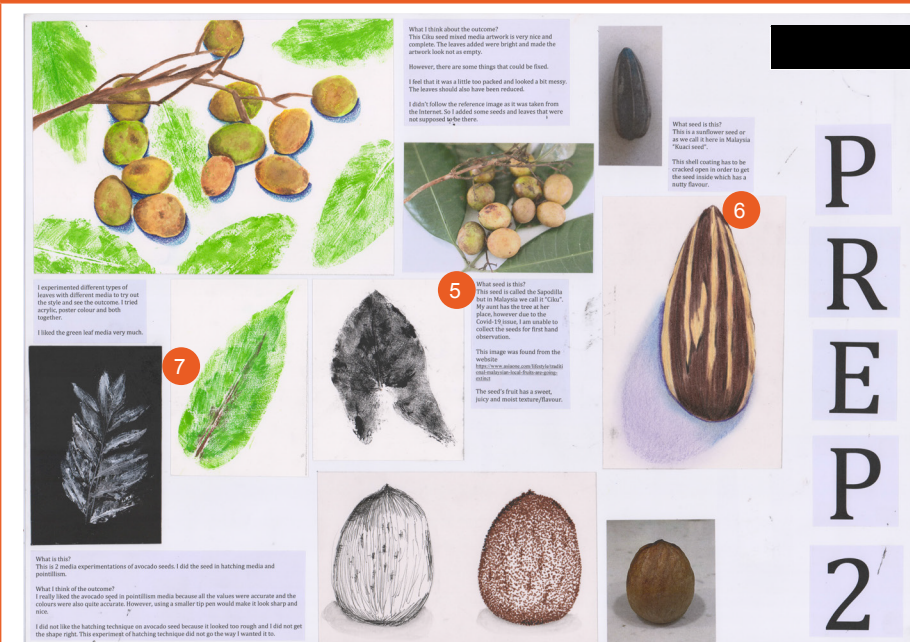 What I think about the outcome?
This Ciku seed mixed media artwork is very nice and
complete. The leaves added were bright and made the
artwork look not as empty.
However, there are some things that could be fixed.
I feel that it was a little too packed and looked a bit messy.
The leaves should also have been reduced.
I didn't follow the reference image as it was taken from
the Internet. So I added some seeds and leaves that were
not supposed to be there.
What seed is this?
This is a sunflower seed or
as we call it here in Malaysia
"Kuaci seed".
This shell coating has to be
cracked open in order to get
the seed inside which has a
nutty flavour.
6
I experimented different types of
leaves with different media to try out
the style and see the outcome. I tried
acrylic, poster colour and both
together.
I liked the green leaf media very much.
7
5
What seed is this?
This seed is called the Sapodilla
but in Malaysia we call it "Ciku".
My aunt has the tree at her
place, however due to the
Covid-19 issue, I am unable to
collect the seeds for first hand
observation.
This image was found from the
website
The seed's fruit has a sweet,
juicy and moist texture/flavour.
What is this?
This is 2 media experimentations of avocado seeds. I did the seed in hatching media and
pointillism.
What I think of the outcome?
I really liked the avocado seed in pointillism media because all the values were accurate and the
colours were also quite accurate. However, using a smaller tip pen would make it look sharp and
nice.
I did not like the hatching technique on avocado seed because it looked too rough and I did not get
the shape right. This experiment of hatching technique did not go the way I wanted it to.
P
R
E
P
2